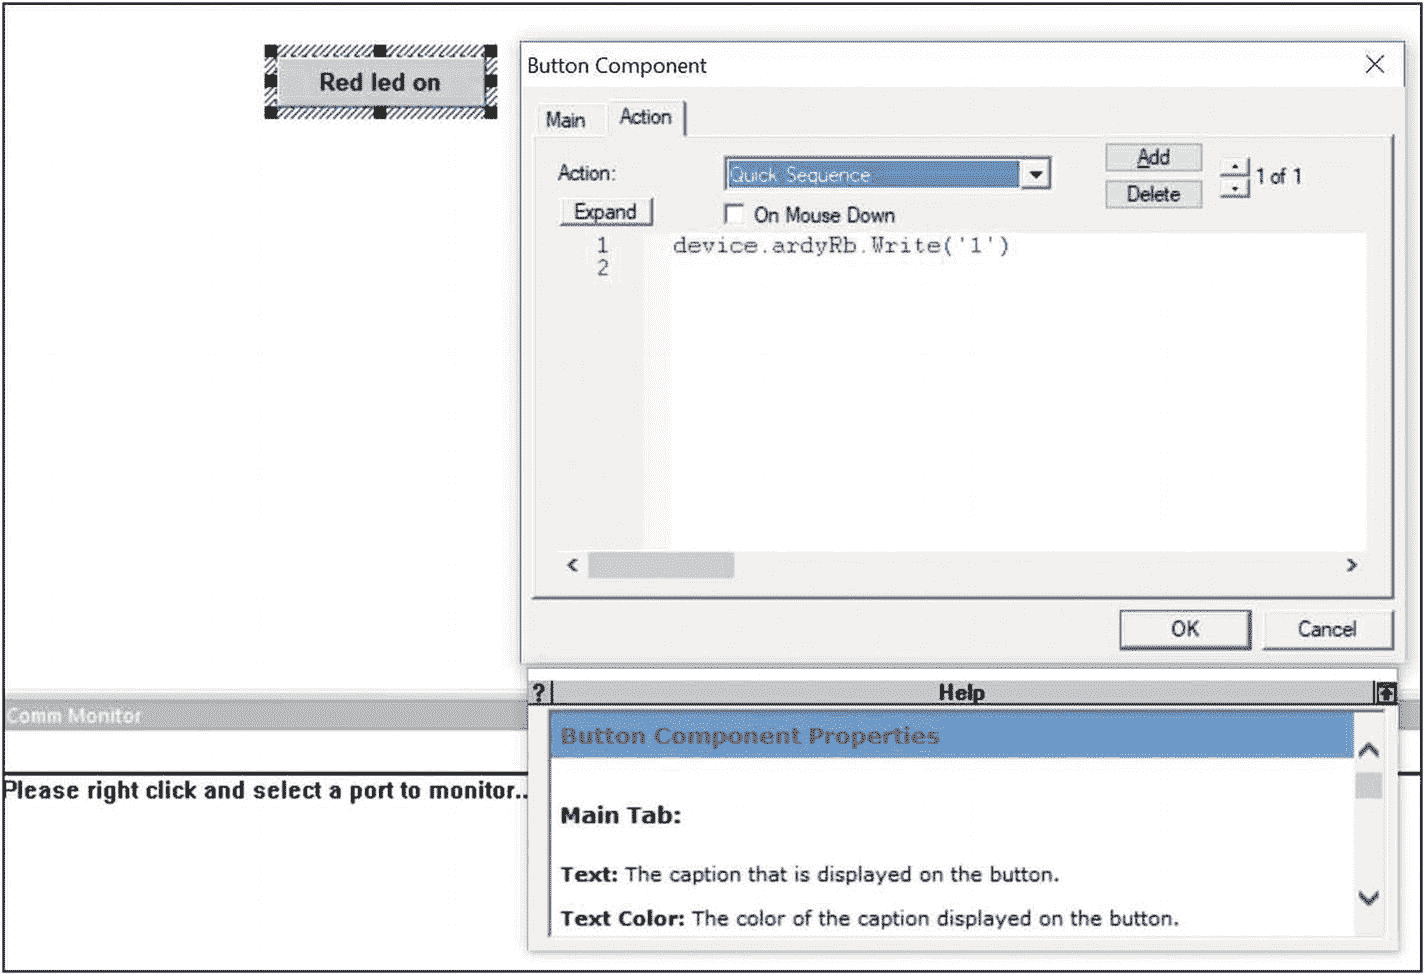 Red led on
Button Component
Main
Action
Action:
Quick Sequence
Add
Delete
1 of 1
Expand
On Mouse Down
1
device.ardyRb.Write('1')
2
OK
Cancel
Comm Monitor
Please right click and select a port to monitor..
?
Help
Button Component Properties
Main Tab:
Text: The caption that is displayed on the button.
Text Color: The color of the caption displayed on the button.